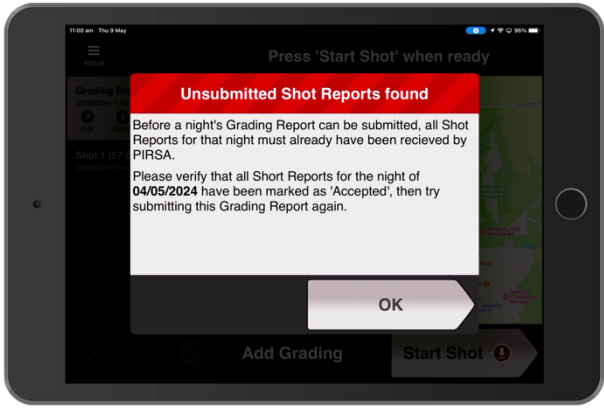 11:00 am Thu 9 May
96%
Active
Press 'Start Shot' when ready
Unsubmitted Shot Reports found
Before a night's Grading Report can be submitted, all Shot
Reports for that night must already have been recieved by
PIRSA.
Please verify that all Short Reports for the night of
04/05/2024 have been marked as 'Accepted', then try
submitting this Grading Report again.
OK
Grading Re
Edit
Shot 1 (57:
Add Grading
Start Shot